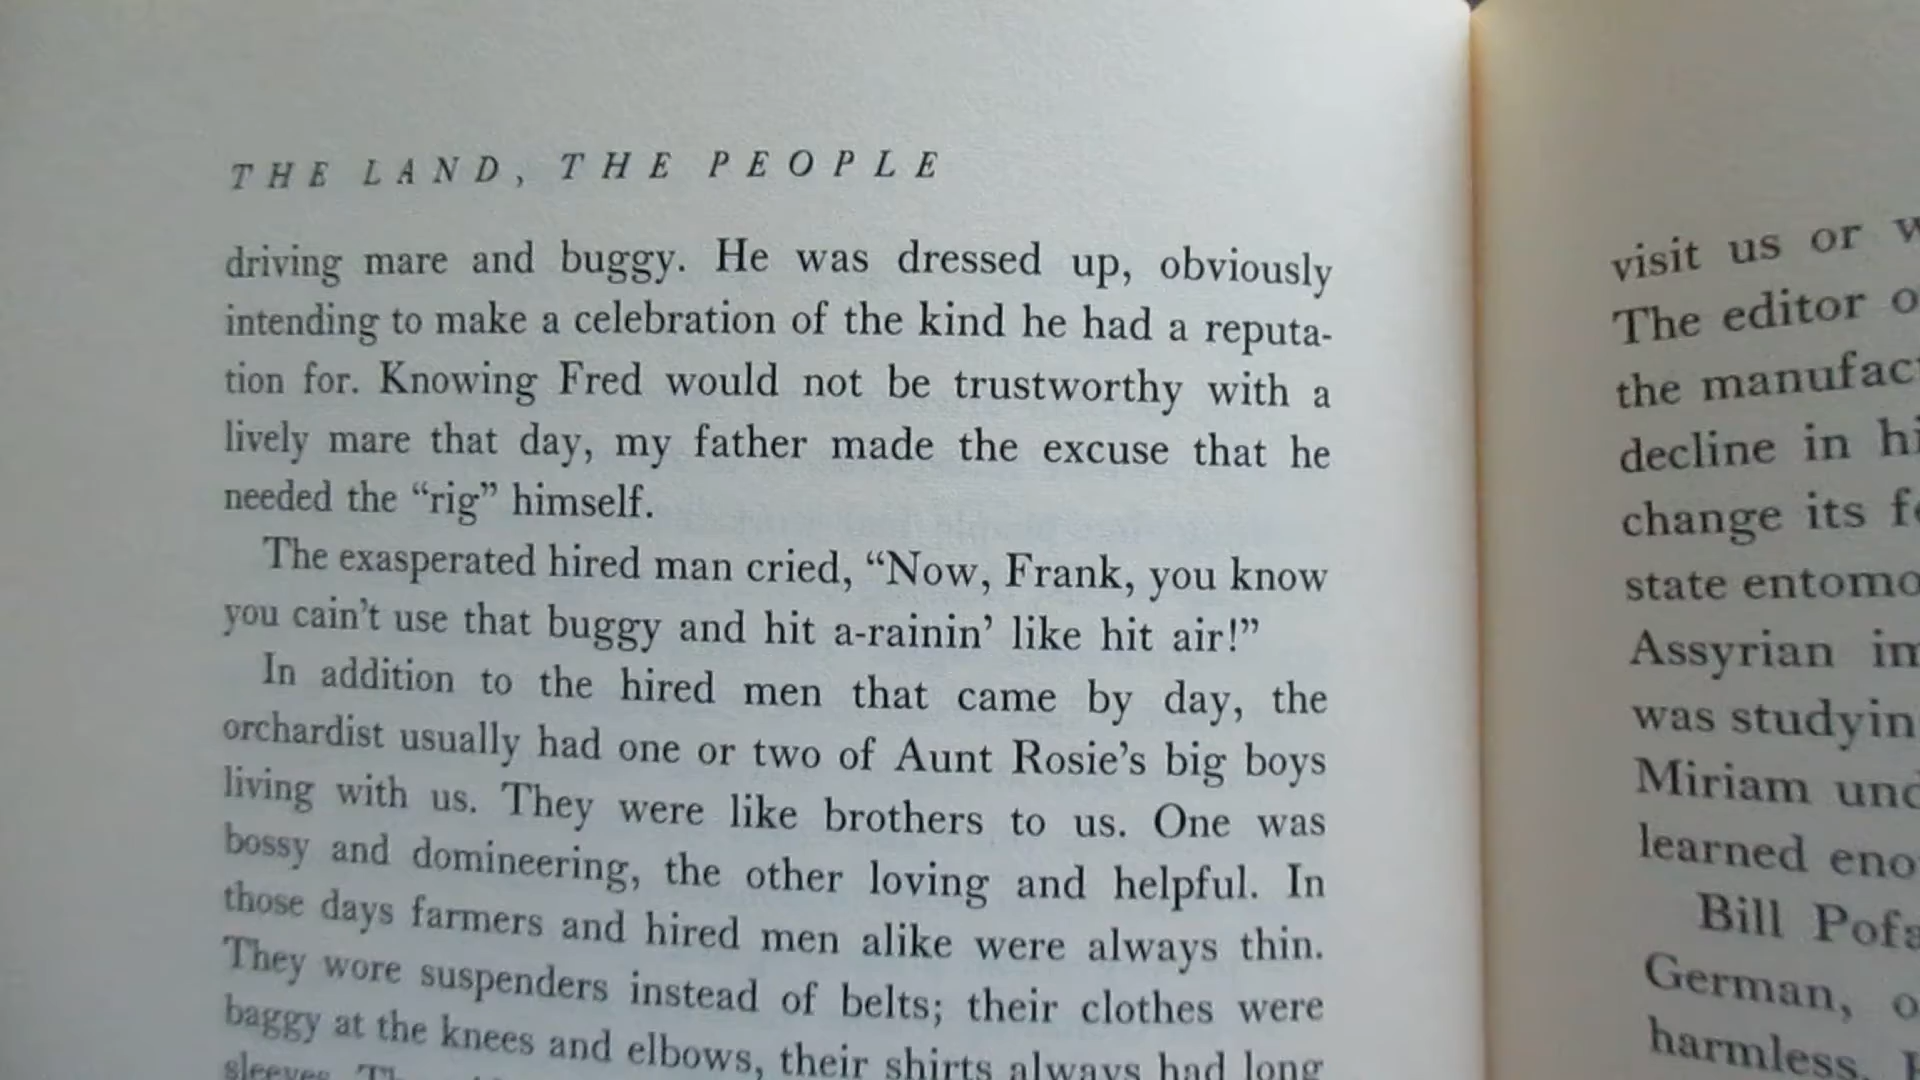 THE LAND, THE PEOPLE
driving mare and buggy. He was dressed up, obviously
intending to make a celebration of the kind he had a reputa-
tion for. Knowing Fred would not be trustworthy with a
lively mare that day, my father made the excuse that he
needed the “rig” himself.
The exasperated hired man cried, “Now, Frank, you know
you cain’t use that buggy and hit a-rainin’ like hit air!”
In addition to the hired men that came by day, the
orchardist usually had one or two of Aunt Rosie’s big boys
living with us. They were like brothers to us. One was
bossy and domineering, the other loving and helpful. In
those days farmers and hired men alike were always thin.
They wore suspenders instead of belts; their clothes were
baggy at the knees and elbows, their shirts always had long
sleeves.
visit us or
The editor
the
decline in
change its
state
Assyrian
was
Miriam
learned
Bill
German,
harmless.